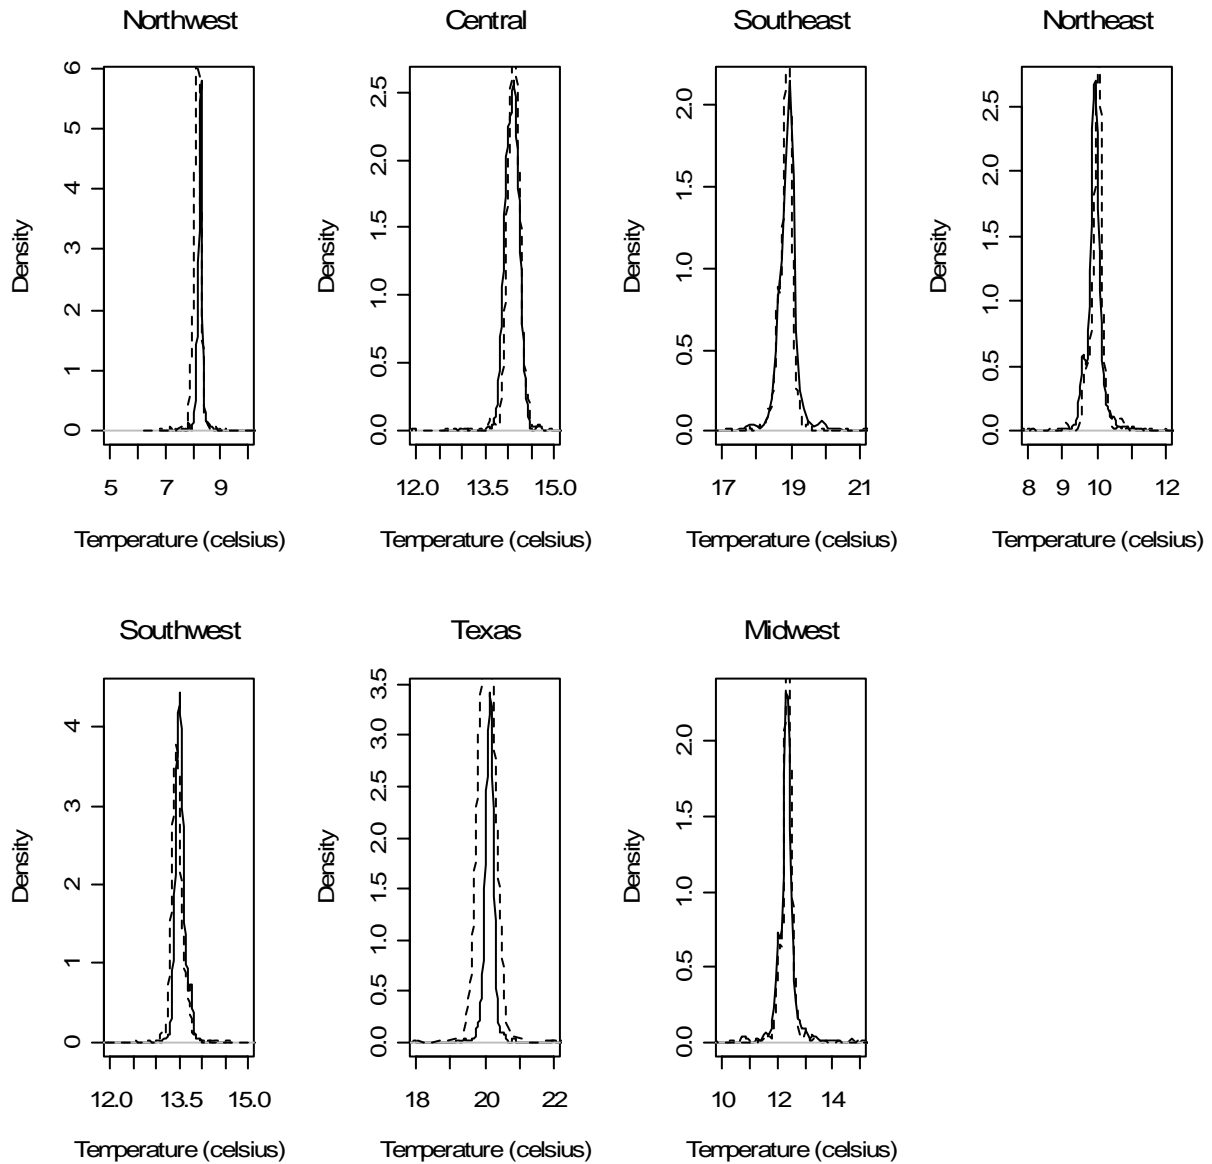 Northwest
Central
Southeast
Northeast
Density
0 1 2 3 4 5 6
5 7 9
Temperature (celsius)
Density
0.0 0.5 1.0 1.5 2.0 2.5
12.0 13.5 15.0
Temperature (celsius)
Density
0.0 0.5 1.0 1.5 2.0
17 19 21
Temperature (celsius)
Density
0.0 0.5 1.0 1.5 2.0 2.5
8 9 10 12
Temperature (celsius)
Southwest
Texas
Midwest
Density
0 1 2 3 4
12.0 13.5 15.0
Temperature (celsius)
Density
0.0 0.5 1.0 1.5 2.0 2.5 3.0 3.5
18 20 22
Temperature (celsius)
Density
0.0 0.5 1.0 1.5 2.0
10 12 14
Temperature (celsius)